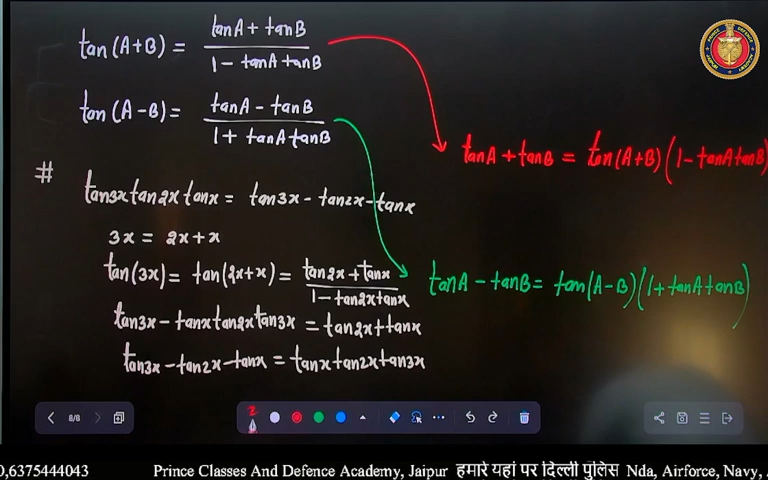 tan(A+B) = tanA + tanB / 1 - tanA tanB
tan(A-B) = tanA - tanB / 1 + tanA tanB
tanA + tanB = tan(A+B)(1 - tanA tanB)
# tan3x tan2x tanx = tan3x - tan2x - tanx
3x = 2x + x
tan(3x) = tan(2x+x) = tan2x + tanx / 1 - tan2x tanx
tanA - tanB = tan(A-B)(1 + tanA tanB)
tan3x - tanx tan2x tan3x = tan2x + tanx
tan3x - tan2x - tanx = tanx tan2x tan3x
8/8
2
0,6375444043 Prince Classes And Defence Academy, Jaipur हमारे यहां पर दिल्ली पुलिस Nda, Airforce, Navy,